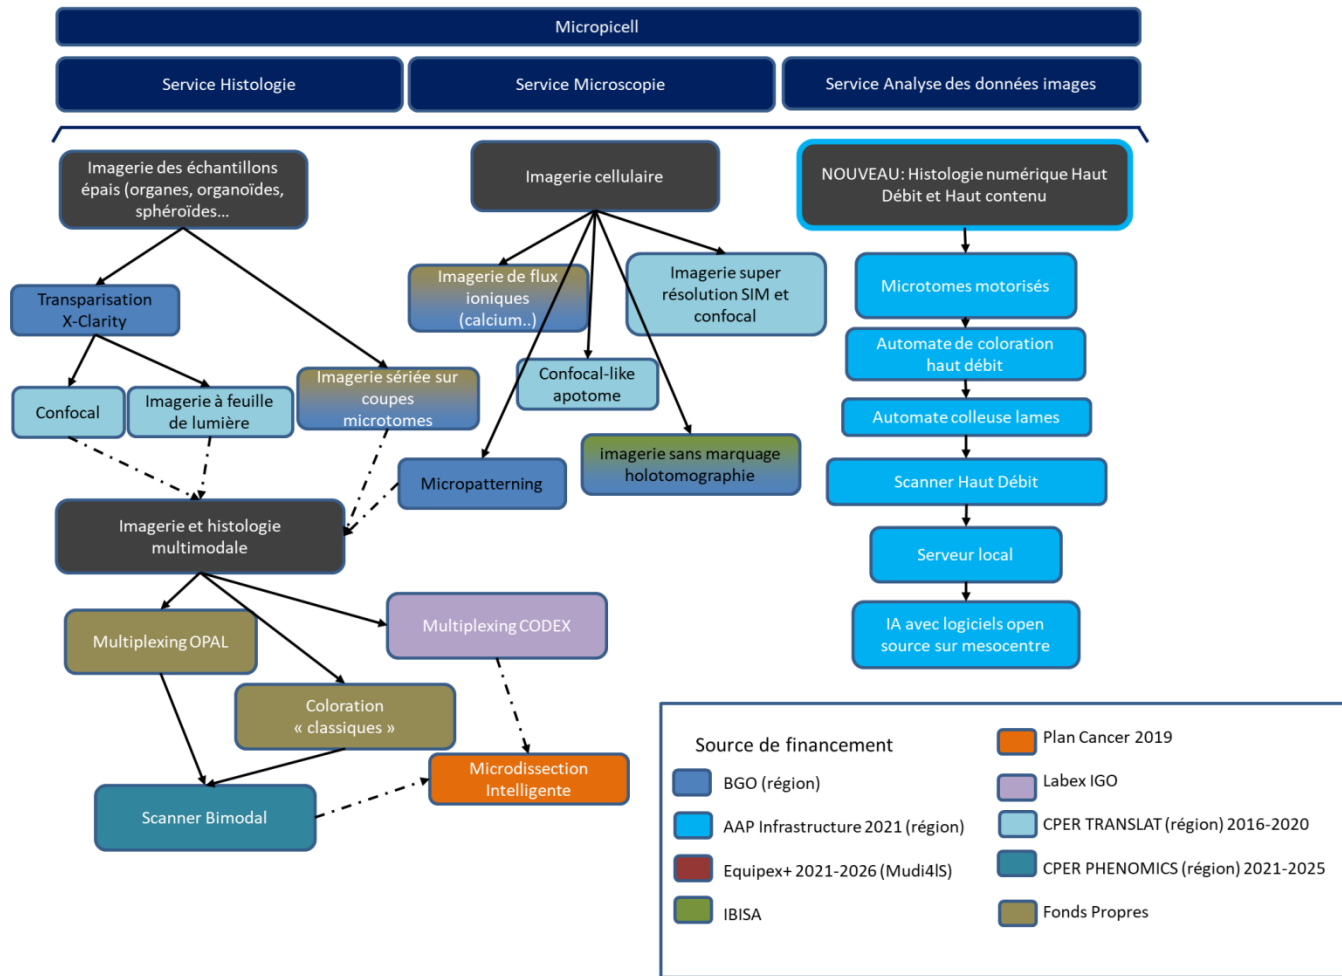 Micropicell
Service Histologie
Service Microscopie
Service Analyse des données images
Imagerie des échantillons
épais (organes, organoïdes,
sphéroïdes…
Imagerie cellulaire
NOUVEAU: Histologie numérique Haut
Débit et Haut contenu
Transparisation
X-Clarity
Imagerie de flux
ioniques
(calcium..)
Imagerie super
résolution SIM et
confocal
Microtomes motorisés
Automate de coloration
haut débit
Confocal
Imagerie à feuille
de lumière
Imagerie sériée sur
coupes
microtomes
Confocal-like
apotome
Automate colleuse lames
Micropatterning
imagerie sans marquage
holotomographie
Scanner Haut Débit
Imagerie et histologie
multimodale
Serveur local
Multiplexing OPAL
Multiplexing CODEX
IA avec logiciels open
source sur mesocentre
Coloration
« classiques »
Microdissection
Intelligente
Scanner Bimodal
Source de financement
BGO (région)
AAP Infrastructure 2021 (région)
Equipex+ 2021-2026 (Mudi4lS)
IBISA
Plan Cancer 2019
Labex IGO
CPER TRANSLAT (région) 2016-2020
CPER PHENOMICS (région) 2021-2025
Fonds Propres